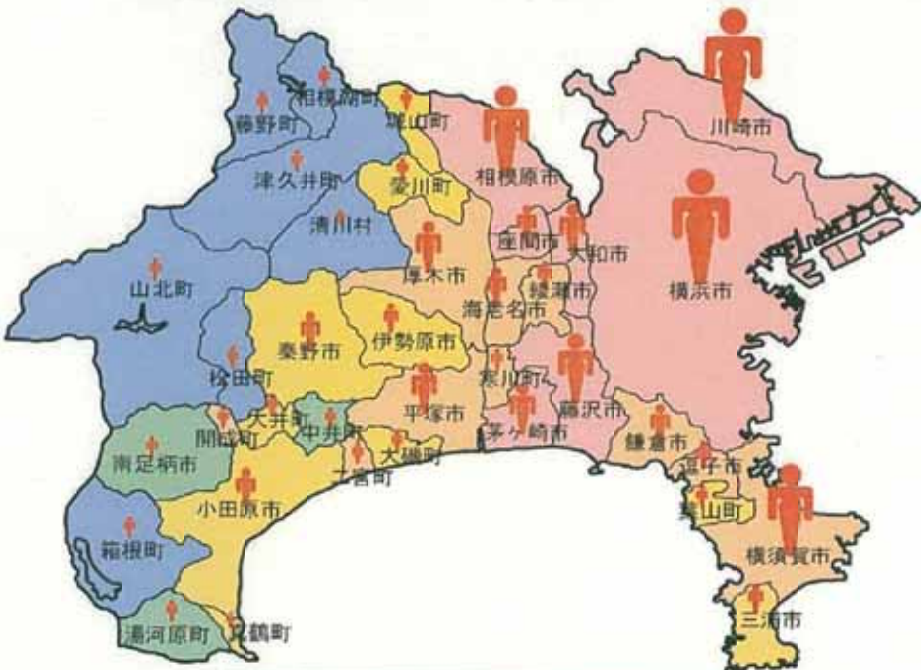 川崎市
相模湖町
藤野町
城山町
相模原市
津久井町
愛川町
清川村
座間市
大和市
厚木市
綾瀬市
横浜市
山北町
海老名市
秦野市
伊勢原市
松田町
寒川町
大井町
中井町
平塚市
茅ヶ崎市
藤沢市
開成町
南足柄市
鎌倉市
逗子市
大磯町
二宮町
小田原市
葉山町
箱根町
横須賀市
三浦市
湯河原町
真鶴町